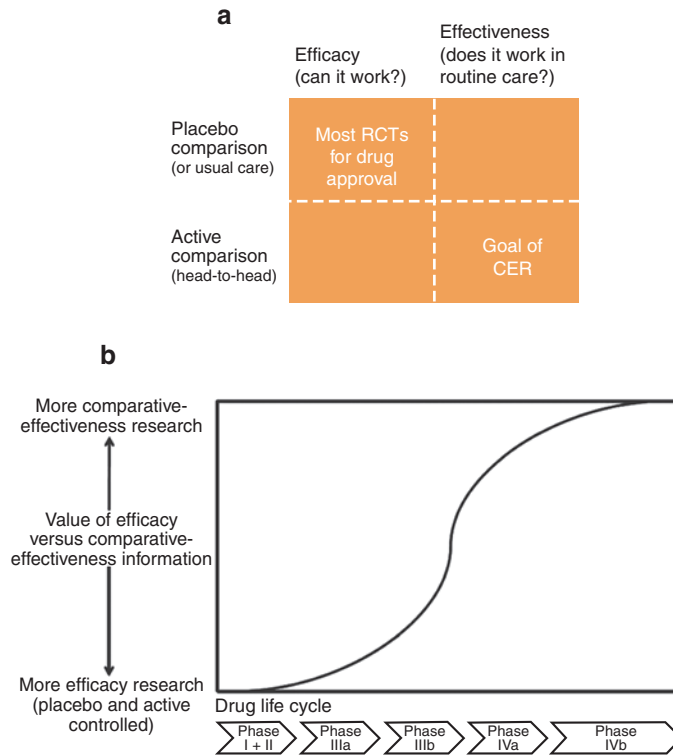 a
Efficacy
(can it work?)
Effectiveness
(does it work in
routine care?)
Placebo
comparison
(or usual care)
Most RCTs
for drug
approval
Active
comparison
(head-to-head)
Goal of
CER
b
More comparative-
effectiveness research
Value of efficacy
versus comparative-
effectiveness information
More efficacy research
(placebo and active
controlled)
Drug life cycle
Phase
I + II
Phase
IIIa
Phase
IIIb
Phase
IVa
Phase
IVb